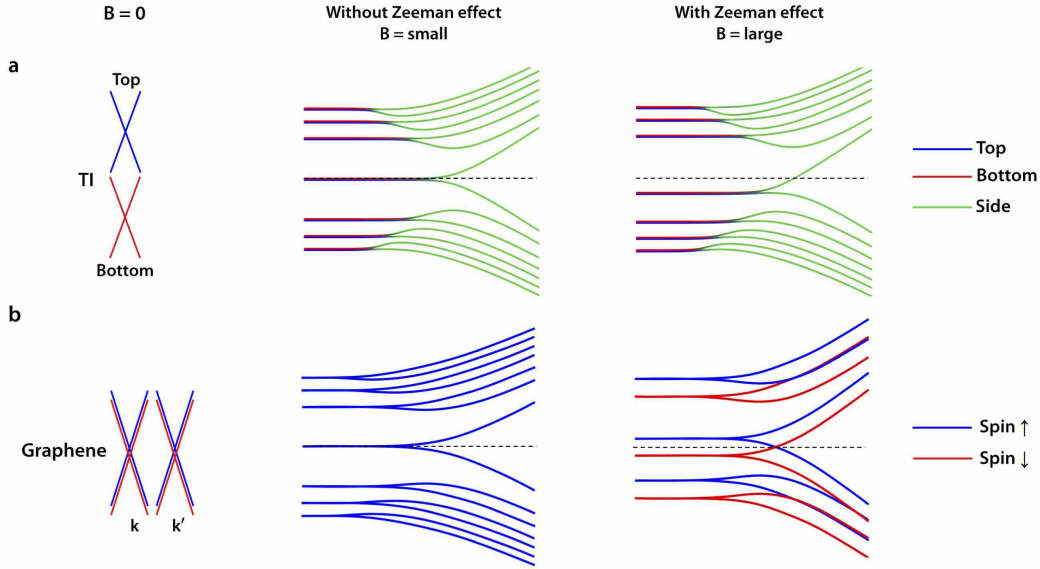 B = 0
Without Zeeman effect
B = small
With Zeeman effect
B = large
a
Top
TI
Bottom
Top
Bottom
Side
b
Graphene
k
k′
Spin ↑
Spin ↓